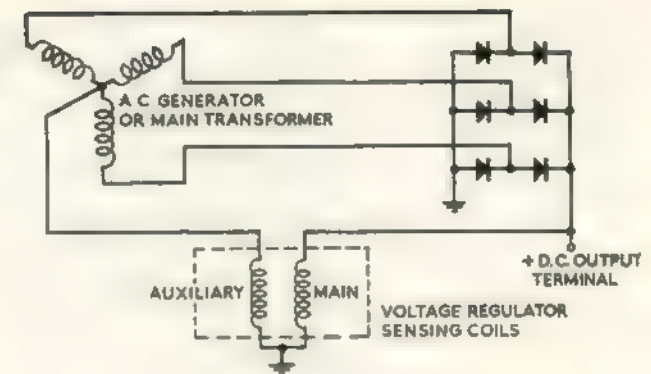 A C GENERATOR
OR MAIN TRANSFORMER
+ D.C. OUTPUT
TERMINAL
AUXILIARY
MAIN
VOLTAGE REGULATOR
SENSING COILS